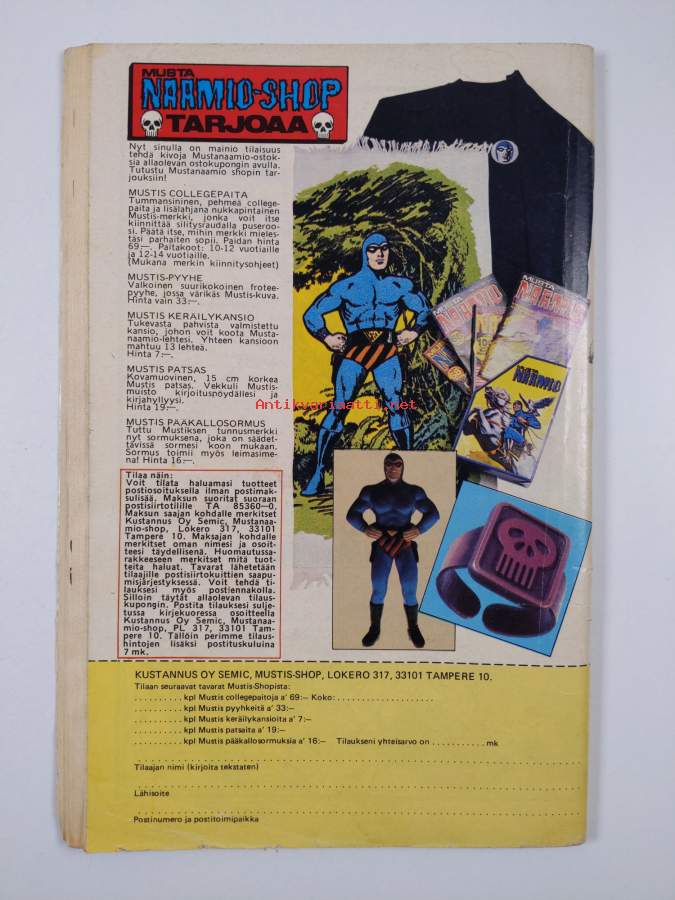 MUSTA
NAAMIO-SHOP
TARJOAA
Nyt sinulla on mainio tilaisuus
tehdä kivoja Mustanaamio-ostok-
sia allaolevan ostokupongin avulla.
Tutustu Mustanaamio shopin tar-
jouksiin!
MUSTIS COLLEGEPAITA
Tummansininen, pehmeä college-
paita ja lisälahjana nukkapintainen
Mustis-merkki, jonka voit itse
kiinnittää silitysraudalla puseroo-
si. Päätä itse, mihin merkki mieles-
täsi parhaiten sopii. Paidan hinta
69:—. Paitakoot: 10-12 vuotiaille
ja 12-14 vuotiaille.
(Mukana merkin kiinnitysohjeet)
MUSTIS-PYYHE
Valkoinen suurikokoinen frotee-
pyyhe, jossa värikäs Mustis-kuva.
Hinta vain 33:—.
MUSTIS KERÄILYKANSIO
Tukevasta pahvista valmistettu
kansio, johon voit koota Musta-
naamio-lehtesi. Yhteen kansioon
mahtuu 13 lehteä.
Hinta 7:—.
MUSTIS PATSAS
Kovamuovinen, 15 cm korkea
Mustis patsas. Vekkuli Mustis-
muisto kirjoituspöydällesi ja
kirjahyllyysi.
Hinta 19:—.
MUSTIS PÄÄKALLOSORMUS
Tuttu Mustiksen tunnusmerkki
nyt sormuksena, joka on säädet-
tävissä sormesi koon mukaan.
Sormus toimii myös leimasime-
na! Hinta 16:—.
Tilaa näin:
Voit tilata haluamasi tuotteet
postiosoituksella ilman postimak-
sulisää. Maksun suoritat suoraan
postisiirtotilille TA 85360—0.
Maksun saajan kohdalle merkitset
Kustannus Oy Semic, Mustanaa-
mio-shop, Lokero 317, 33101
Tampere 10. Maksajan kohdalle
merkitset oman nimesi ja osoit-
teesi täydellisenä. Huomautussa-
rakkeeseen merkitset mitä tuot-
teita haluat. Tavarat lähetetään
tilaajille postisiirtokuittien saapu-
misjärjestyksessä. Voit tehdä ti-
lauksesi myös postiennakolla.
Silloin täytät allaolevan tilaus-
kupongin. Postita tilauksesi sulje-
tussa kirjekuoressa osoitteella
Kustannus Oy Semic, Mustanaa-
mio-shop, PL 317, 33101 Tam-
pere 10. Tällöin perimme tilaus-
hintojen lisäksi postituskuluina
7 mk.
MUSTA
NAAMIO
MUSTA
NAAMIO
NAAMIO
Antikvariaatti.net
KUSTANNUS OY SEMIC, MUSTIS-SHOP, LOKERO 317, 33101 TAMPERE 10.
Tilaan seuraavat tavarat Mustis-Shopista:
.......... kpl Mustis collegepaitoja a' 69:— Koko: ....................
.......... kpl Mustis pyyhkeitä a' 33:—
.......... kpl Mustis keräilykansioita a' 7:—
.......... kpl Mustis patsaita a' 19:—
.......... kpl Mustis pääkallosormuksia a' 16:— Tilaukseni yhteisarvo on ........... mk
Tilaajan nimi (kirjoita tekstaten)
Lähisoite
Postinumero ja postitoimipaikka